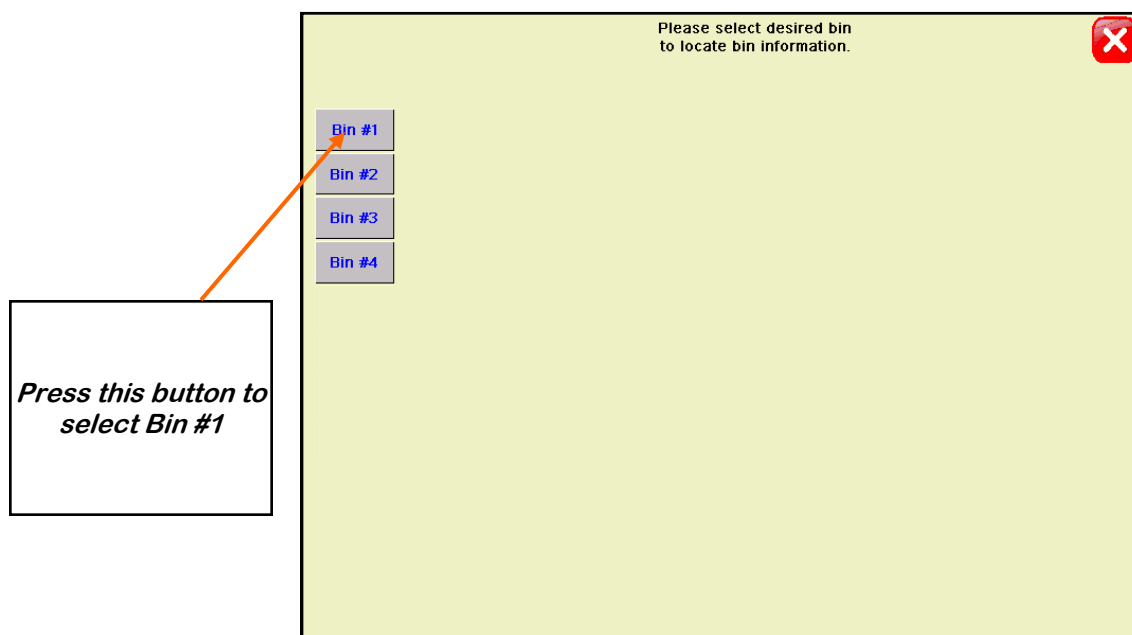 Please select desired bin
to locate bin information.
Bin #1
Bin #2
Bin #3
Bin #4
Press this button to
select Bin #1